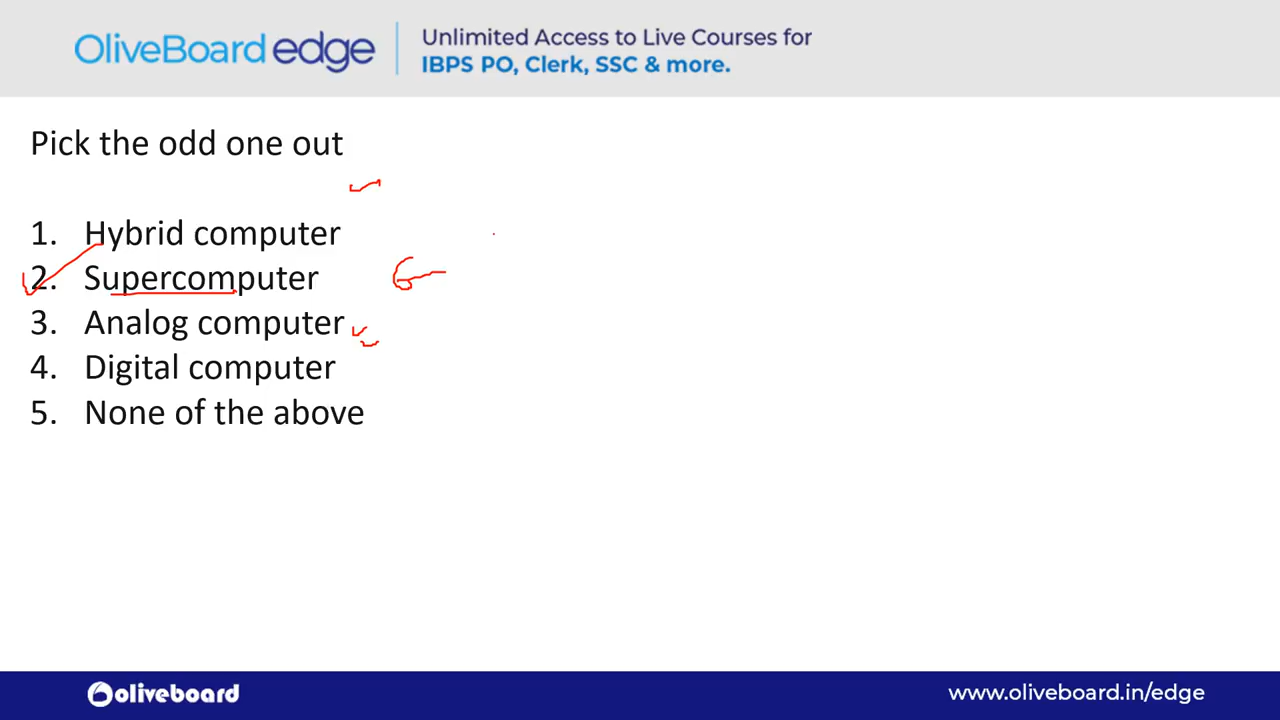 OliveBoard edge
Unlimited Access to Live Courses for
IBPS PO, Clerk, SSC & more.
Pick the odd one out
1. Hybrid computer
2. Supercomputer
3. Analog computer
4. Digital computer
5. None of the above
oliveboard
www.oliveboard.in/edge